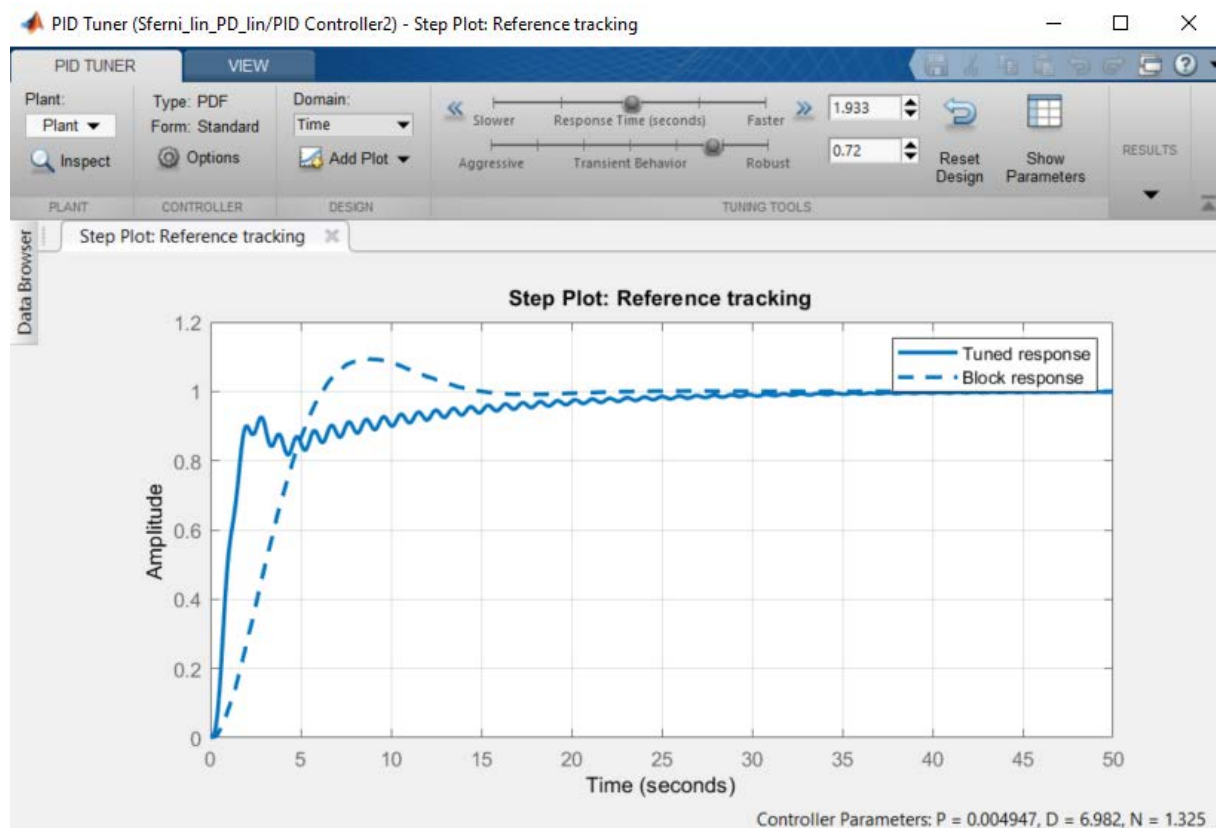 PID Tuner (Sferni_lin_PD_lin/PID Controller2) - Step Plot: Reference tracking
PID TUNER VIEW
Plant:
Plant
Inspect
PLANT
Type: PDF
Form: Standard
Options
CONTROLLER
Domain:
Time
Add Plot
DESIGN
Slower Response Time (seconds) Faster 1.933
Aggressive Transient Behavior Robust 0.72
Reset
Design
Show
Parameters
TUNING TOOLS
RESULTS
Data Browser
Step Plot: Reference tracking
Step Plot: Reference tracking
Tuned response
Block response
Amplitude
1.2
1
0.8
0.6
0.4
0.2
0
0 5 10 15 20 25 30 35 40 45 50
Time (seconds)
Controller Parameters: P = 0.004947, D = 6.982, N = 1.325